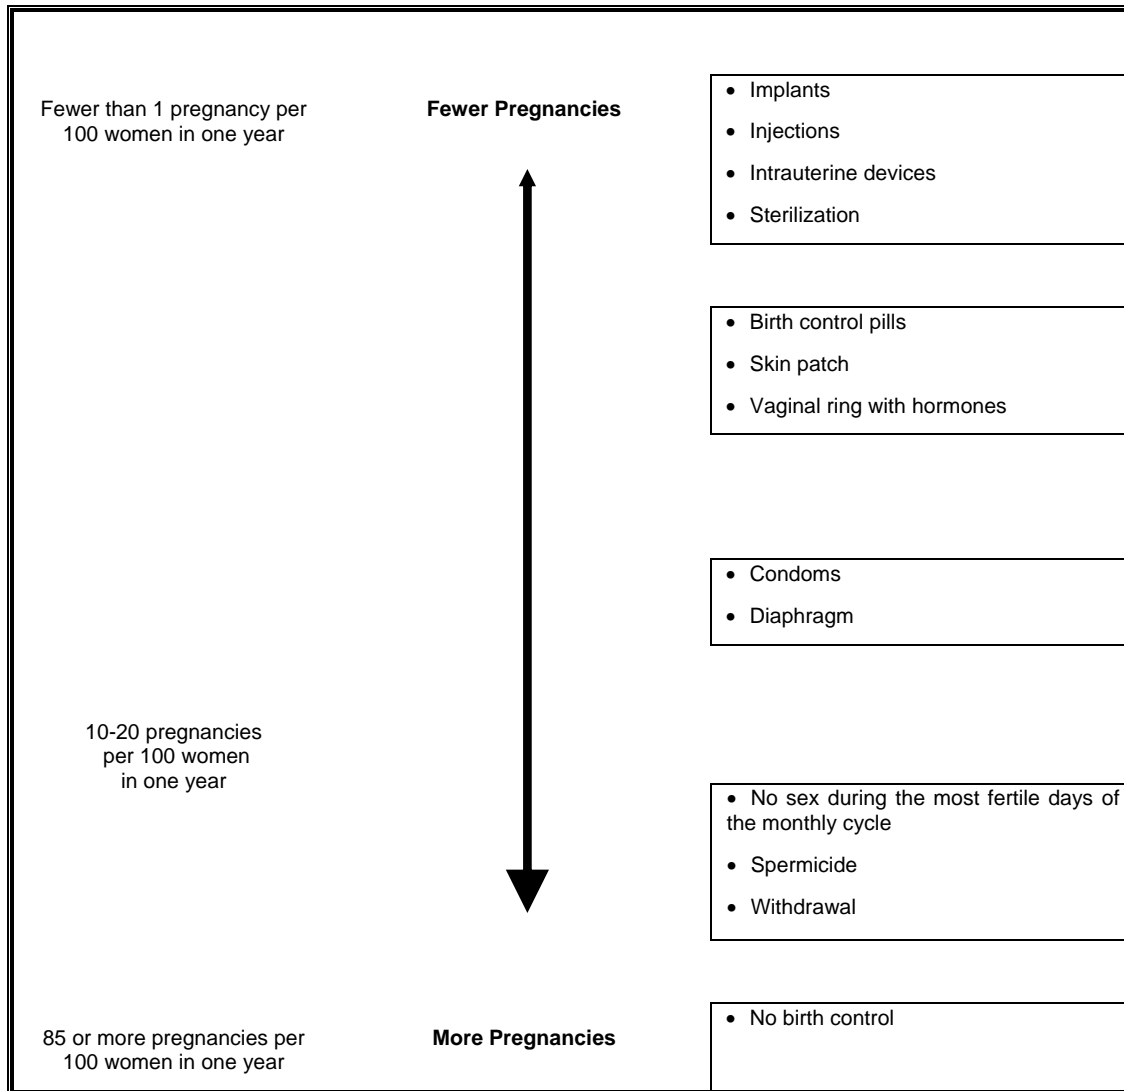 Fewer than 1 pregnancy per
100 women in one year
Fewer Pregnancies
• Implants
• Injections
• Intrauterine devices
• Sterilization
• Birth control pills
• Skin patch
• Vaginal ring with hormones
• Condoms
• Diaphragm
10-20 pregnancies
per 100 women
in one year
• No sex during the most fertile days of
the monthly cycle
• Spermicide
• Withdrawal
85 or more pregnancies per
100 women in one year
More Pregnancies
• No birth control